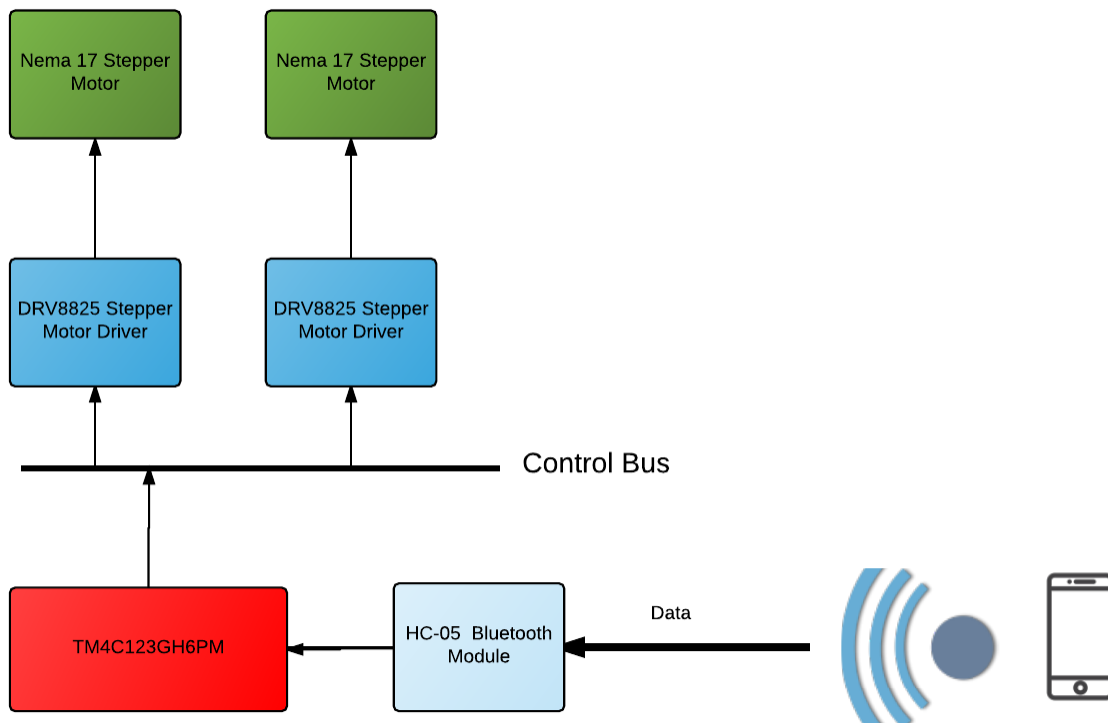 Nema 17 Stepper
Motor
Nema 17 Stepper
Motor
DRV8825 Stepper
Motor Driver
DRV8825 Stepper
Motor Driver
Control Bus
TM4C123GH6PM
HC-05  Bluetooth
Module
Data